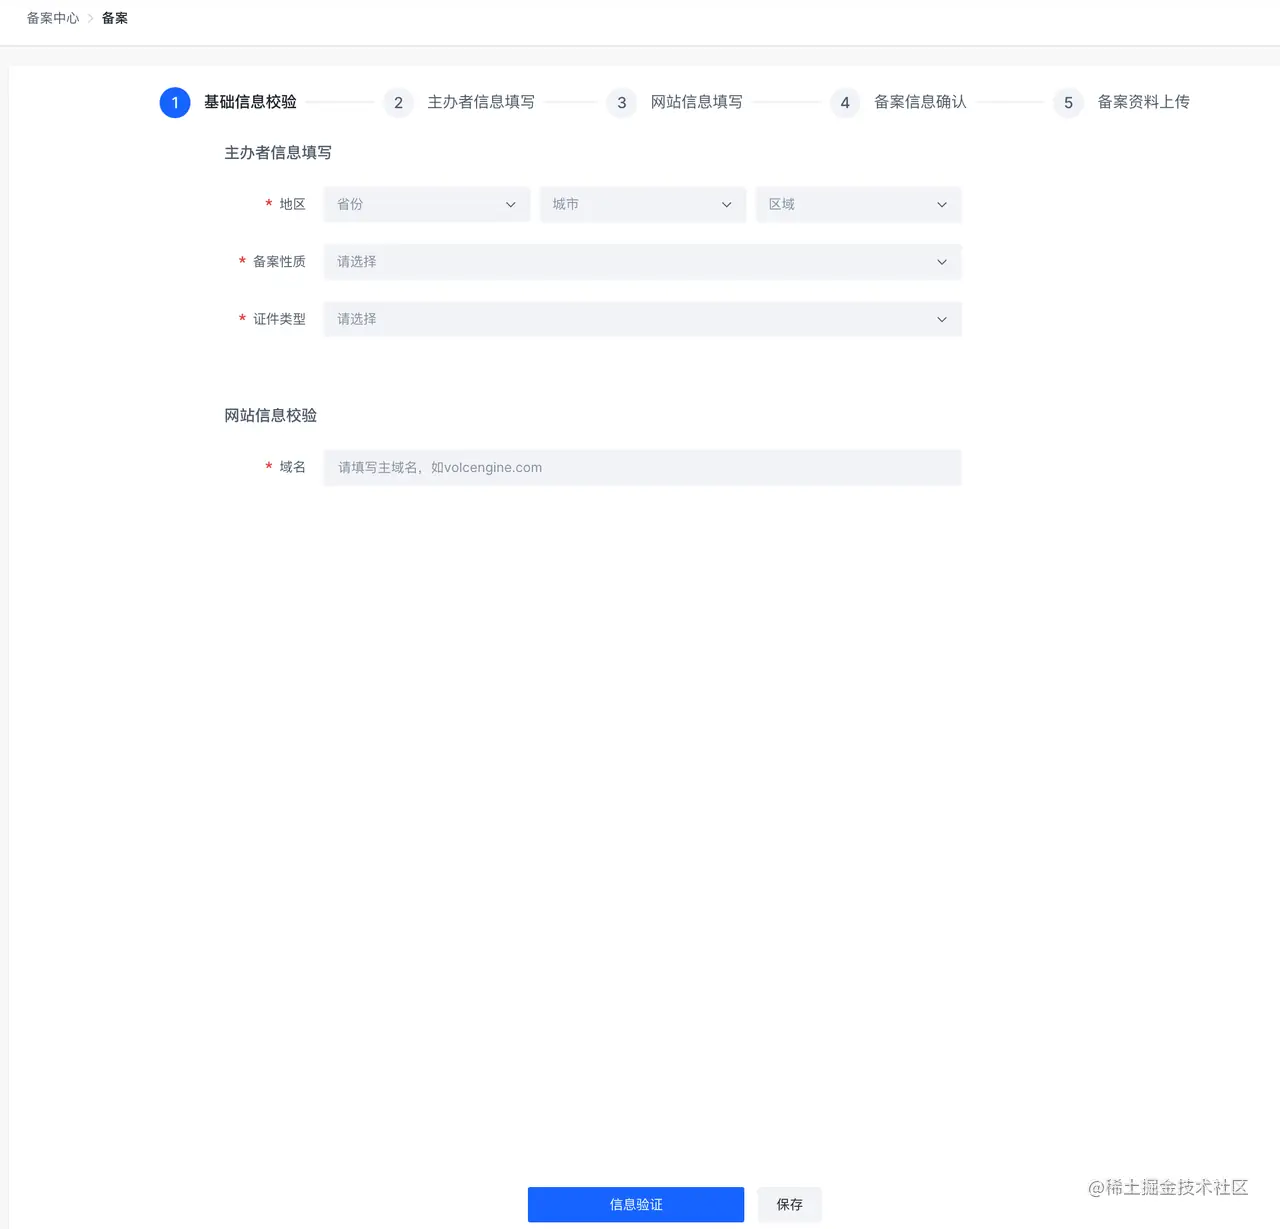 备案中心 > 备案
1 基础信息校验 2 主办者信息填写 3 网站信息填写 4 备案信息确认 5 备案资料上传
主办者信息填写
* 地区 省份 城市 区域
* 备案性质 请选择
* 证件类型 请选择
网站信息校验
* 域名 请填写主域名，如volcengine.com
信息验证 保存
@稀土掘金技术社区